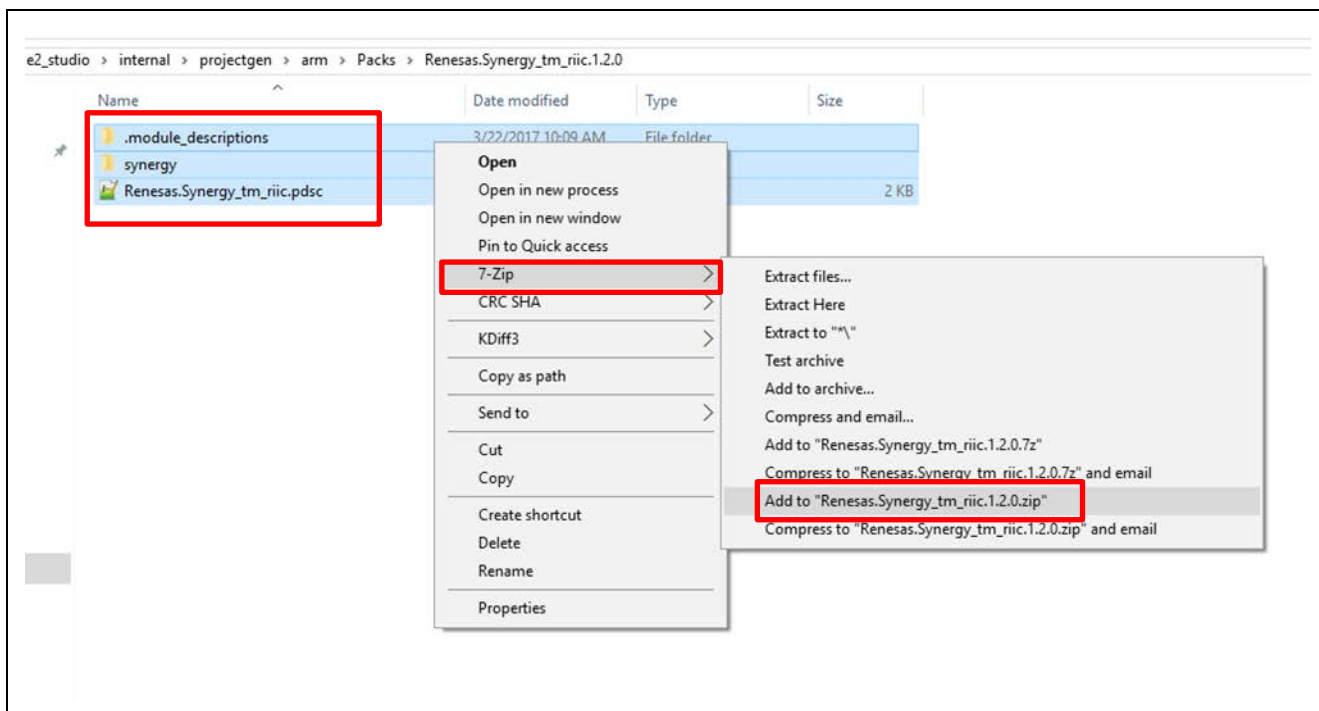 e2_studio > internal > projectgen > arm > Packs > Renesas.Synergy_tm_riic.1.2.0
Name Date modified Type Size
.module_descriptions 3/22/2017 10:09 AM File folder
synergy
Renesas.Synergy_tm_riic.pdsc 2 KB
Open
Open in new process
Open in new window
Pin to Quick access
7-Zip >
CRC SHA >
KDiff3 >
Copy as path
Send to >
Cut
Copy
Create shortcut
Delete
Rename
Properties
Extract files...
Extract Here
Extract to "*\"
Test archive
Add to archive...
Compress and email...
Add to "Renesas.Synergy_tm_riic.1.2.0.7z"
Compress to "Renesas.Synergy_tm_riic.1.2.0.7z" and email
Add to "Renesas.Synergy_tm_riic.1.2.0.zip"
Compress to "Renesas.Synergy_tm_riic.1.2.0.zip" and email